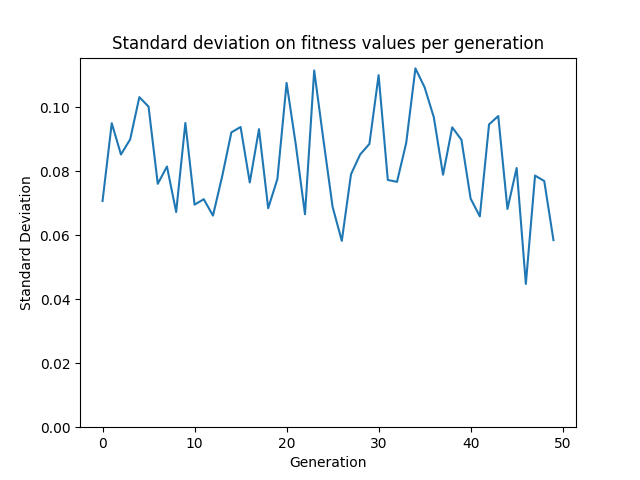 Standard deviation on fitness values per generation
0.10
0.08
0.06
0.04
0.02
0.00
Standard Deviation
0 10 20 30 40 50
Generation